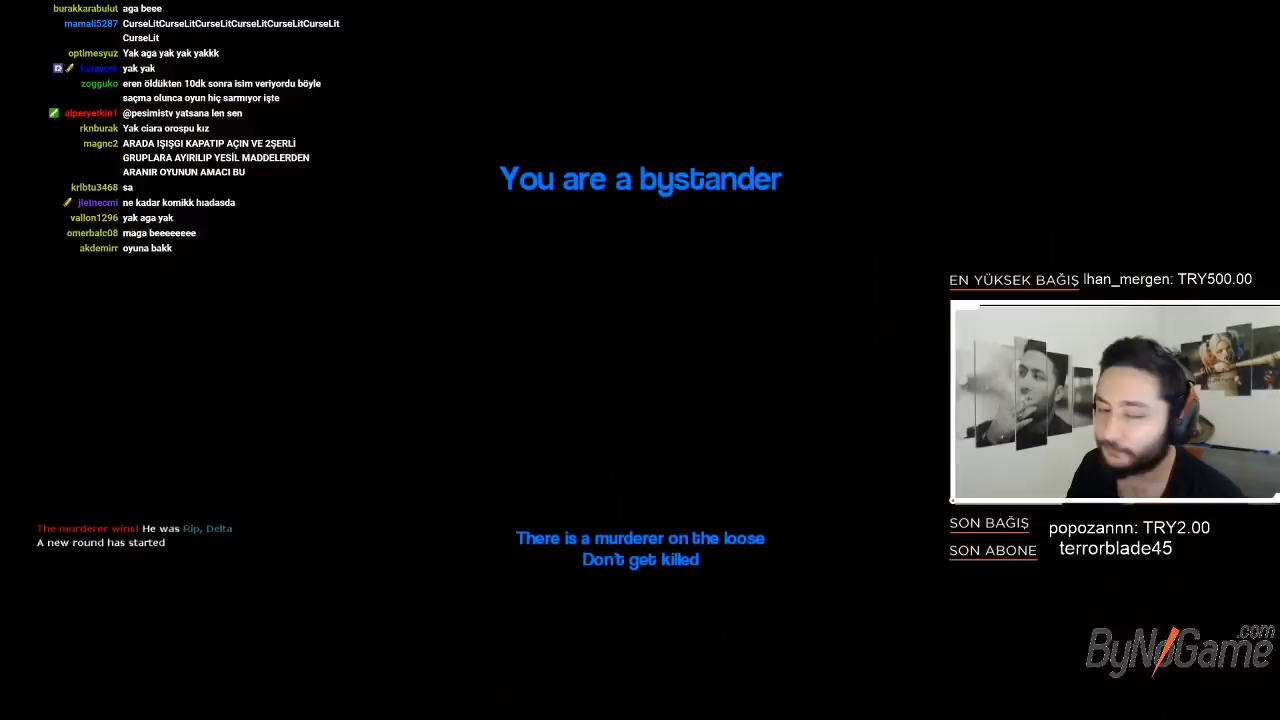 burakkarabulut aga beee
mamali5287 CurseLitCurseLitCurseLitCurseLitCurseLitCurseLit
CurseLit
optimesyuz Yak aga yak yak yakkk
yak yak
zogguko eren öldükten 10dk sonra isim veriyordu böyle
saçma olunca oyun hiç sarmıyor işte
alperyetkin1 @pesimistv yatsana len sen
rknburak Yak ciara orospu kız
magnc2 ARADA IŞIŞGI KAPATIP AÇIN VE 2ŞERLİ
GRUPLARA AYIRILIP YESİL MADDELERDEN
ARANIR OYUNUN AMACI BU
krlbtu3468 sa
jletnecmi ne kadar komikk hıadasda
vallon1296 yak aga yak
omerbalc08 maga beeeeeeee
akdemirr oyuna bakk
You are a bystander
EN YÜKSEK BAĞIŞ lhan_mergen: TRY500.00
The murderer wins! He was Rip, Delta
A new round has started
There is a murderer on the loose
Don't get killed
SON BAĞIŞ popozannn: TRY2.00
SON ABONE terrorblade45
ByNoGame.com